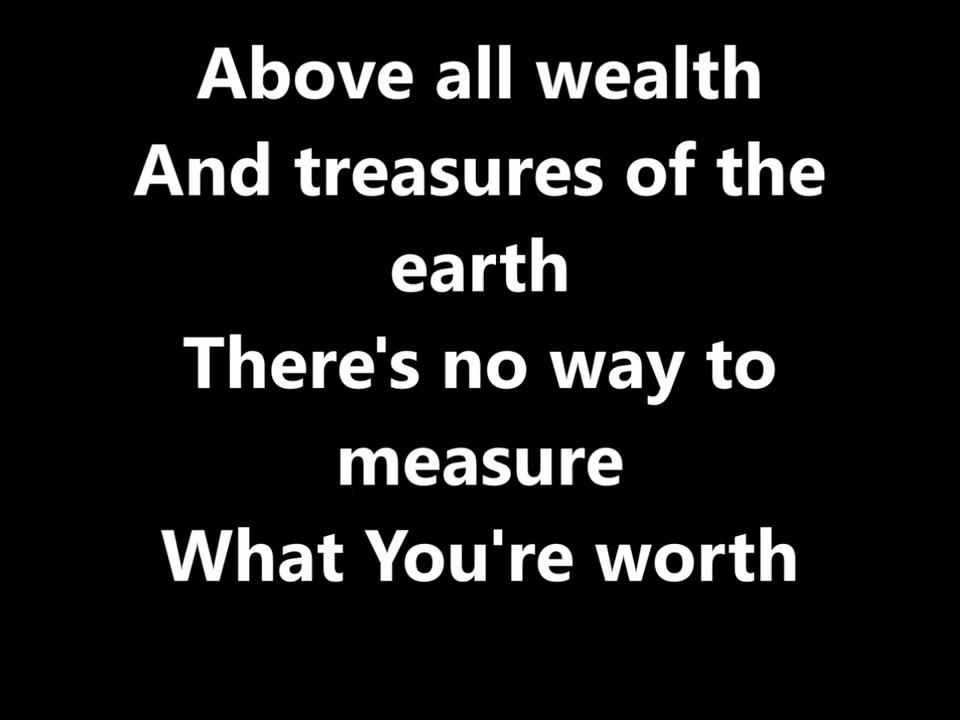 Above all wealth
And treasures of the
earth
There's no way to
measure
What You're worth